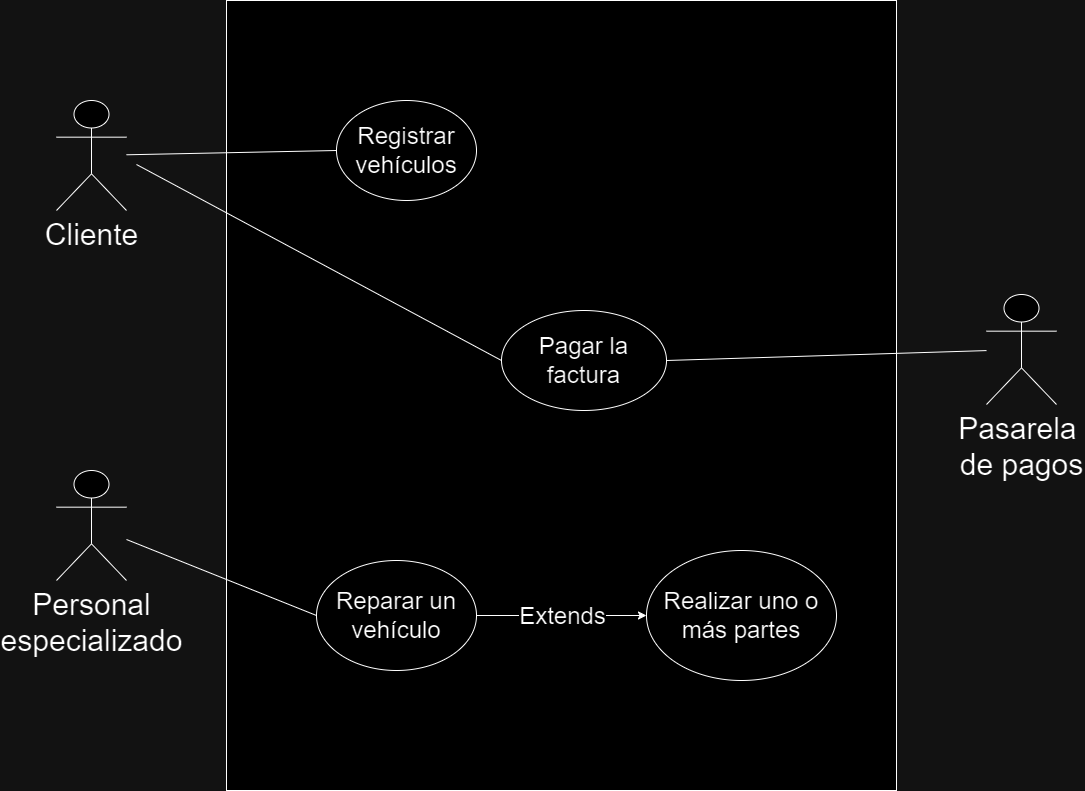 Registrar
vehículos
Cliente
Pagar la
factura
Pasarela
de pagos
Personal
especializado
Reparar un
vehículo
Extends
Realizar uno o
más partes